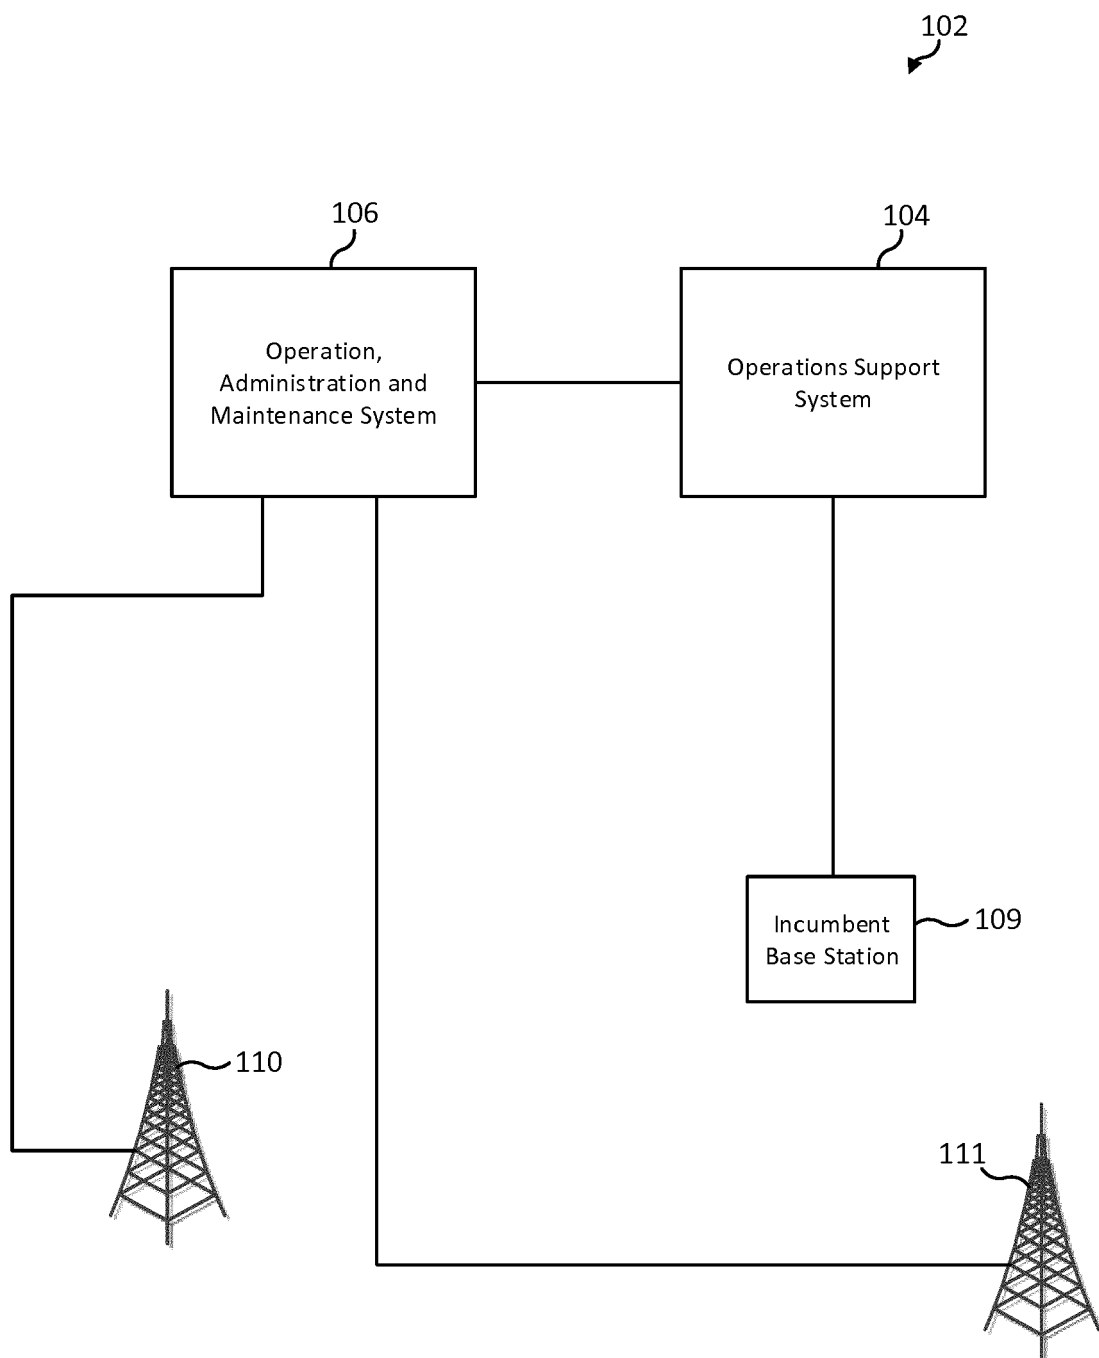 102
106
104
Operation,
Administration and
Maintenance System
Operations Support
System
Incumbent
Base Station
109
110
111